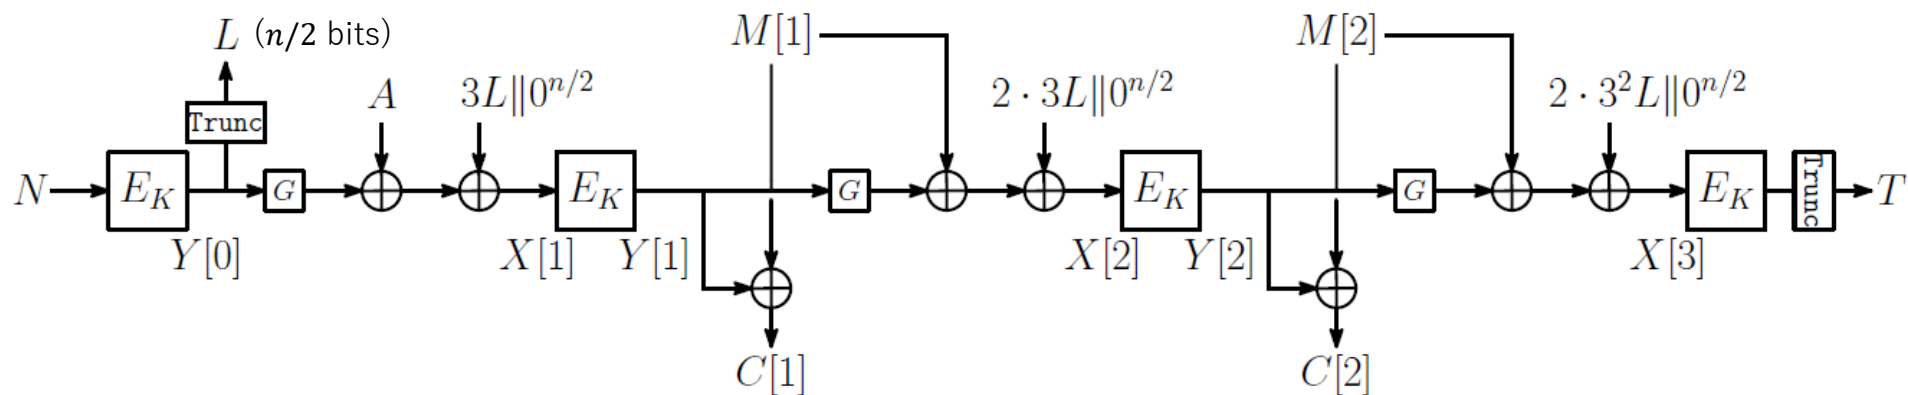 L (n/2 bits)
M[1]
M[2]
A
3L∥0^{n/2}
2 · 3L∥0^{n/2}
2 · 3^2L∥0^{n/2}
Trunc
N
E_K
G
E_K
G
E_K
G
E_K
Trunc
T
Y[0]
X[1]
Y[1]
X[2]
Y[2]
X[3]
C[1]
C[2]